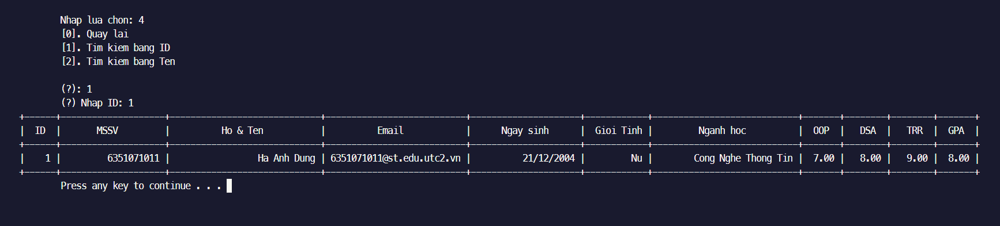 Nhap lua chon: 4
[0]. Quay lai
[1]. Tim kiem bang ID
[2]. Tim kiem bang Ten
(?): 1
(?) Nhap ID: 1
| ID | MSSV | Ho & Ten | Email | Ngay sinh | Gioi Tinh | Nganh hoc | OOP | DSA | TRR | GPA |
| 1 | 6351071011 | Ha Anh Dung | 6351071011@st.edu.utc2.vn | 21/12/2004 | Nu | Cong Nghe Thong Tin | 7.00 | 8.00 | 9.00 | 8.00 |
Press any key to continue . . .